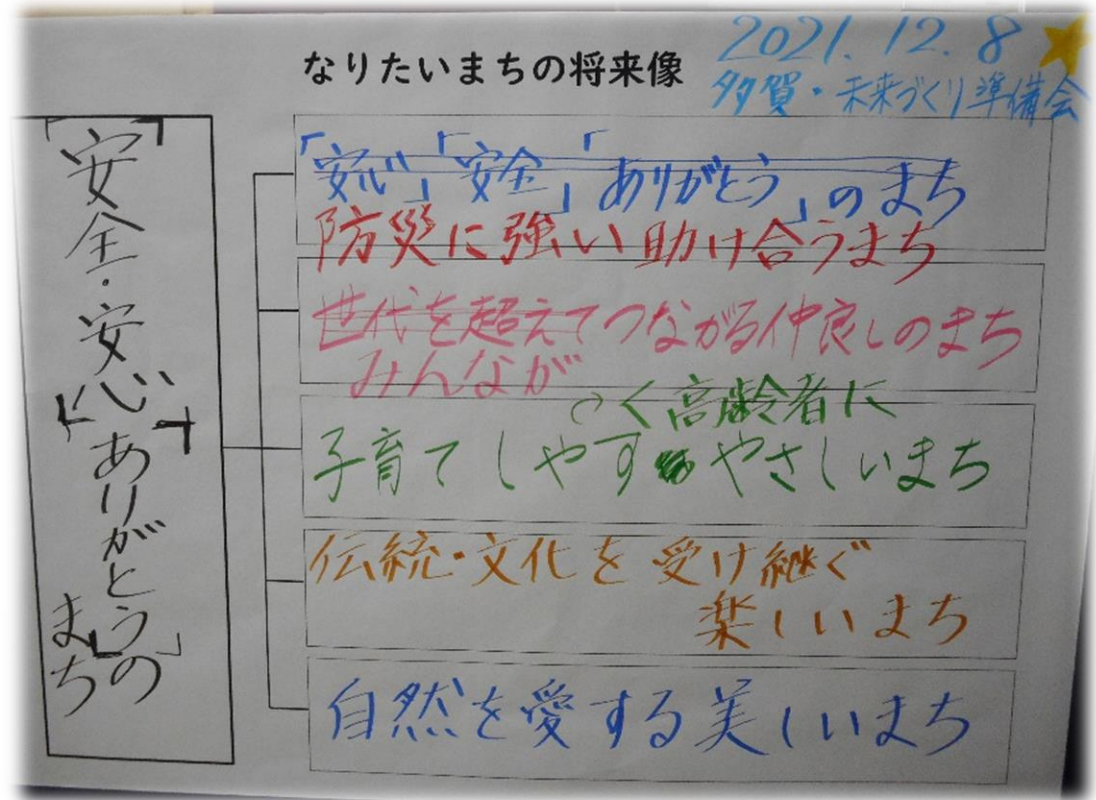 なりたいまちの将来像
2021.12.8
多賀・未来づくり準備会
「安全・安心」
「ありがとう」の
まち
「安心」「安全」「ありがとう」のまち
防災に強い助け合うまち
世代を超えてつながる仲良しのまち
みんなが
く高齢者に
子育てしやすやさしいまち
伝統・文化を受け継ぐ
楽しいまち
自然を愛する美しいまち